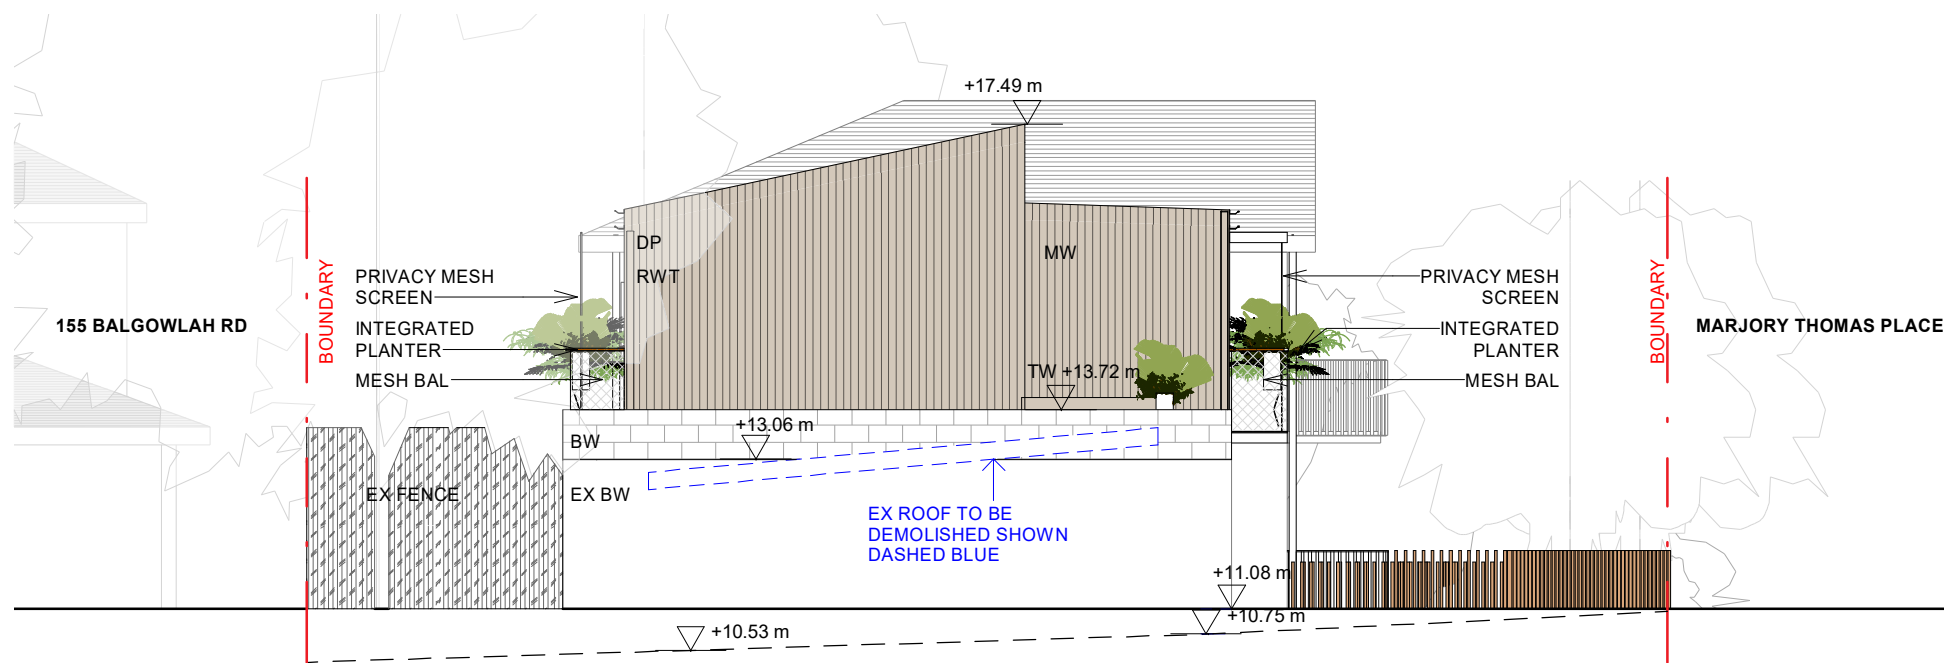 +17.49 m
DP
RWT
MW
PRIVACY MESH
SCREEN
INTEGRATED
PLANTER
MESH BAL
BOUNDARY
155 BALGOWLAH RD
PRIVACY MESH
SCREEN
INTEGRATED
PLANTER
MESH BAL
BOUNDARY
MARJORY THOMAS PLACE
TW +13.72 m
+13.06 m
BW
EX FENCE
EX BW
EX ROOF TO BE
DEMOLISHED SHOWN
DASHED BLUE
+11.08 m
+10.75 m
+10.53 m